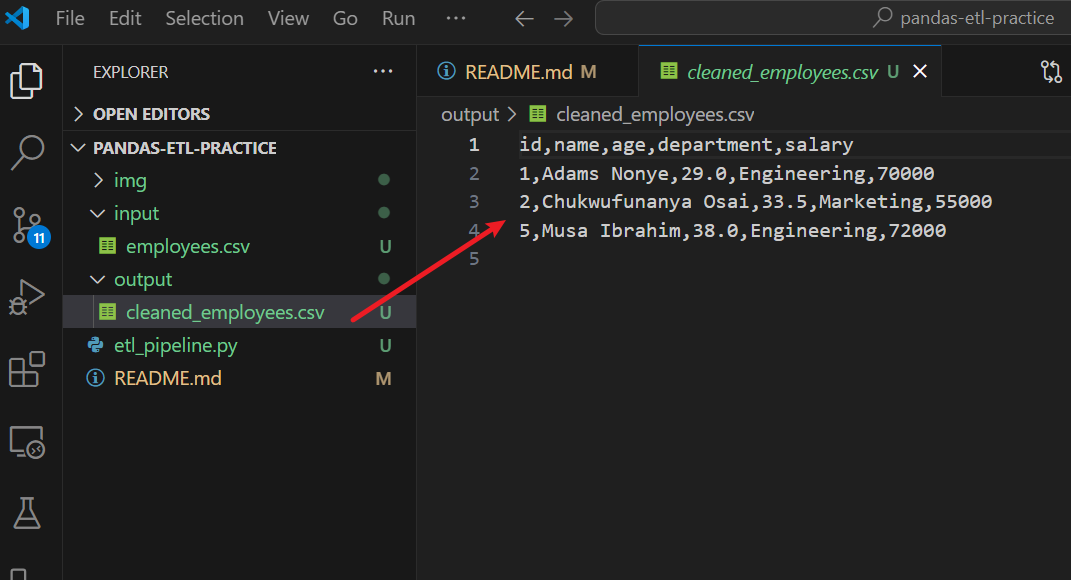 File Edit Selection View Go Run ··· ← → pandas-etl-practice
EXPLORER ···
OPEN EDITORS
PANDAS-ETL-PRACTICE
img
input
employees.csv U
output
cleaned_employees.csv U
etl_pipeline.py U
README.md M
11
README.md M cleaned_employees.csv U
output > cleaned_employees.csv
1 id,name,age,department,salary
2 1,Adams Nonye,29.0,Engineering,70000
3 2,Chukwufunanya Osai,33.5,Marketing,55000
4 5,Musa Ibrahim,38.0,Engineering,72000
5